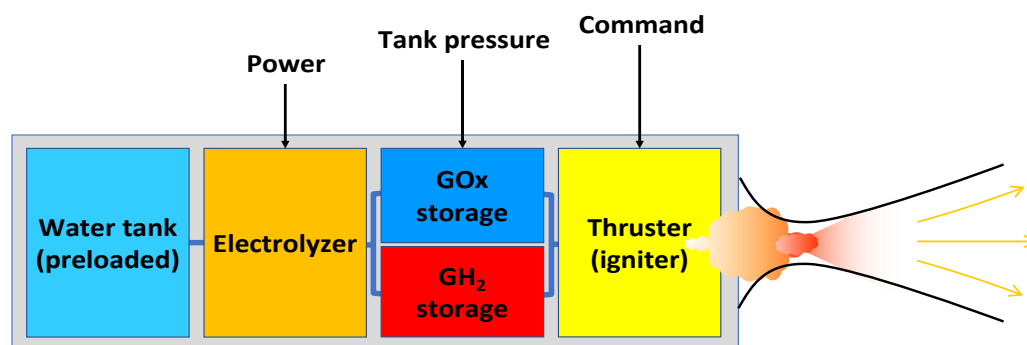 Command
Tank pressure
Power
Water tank
(preloaded)
Electrolyzer
GOx
storage
GH₂
storage
Thruster
(igniter)